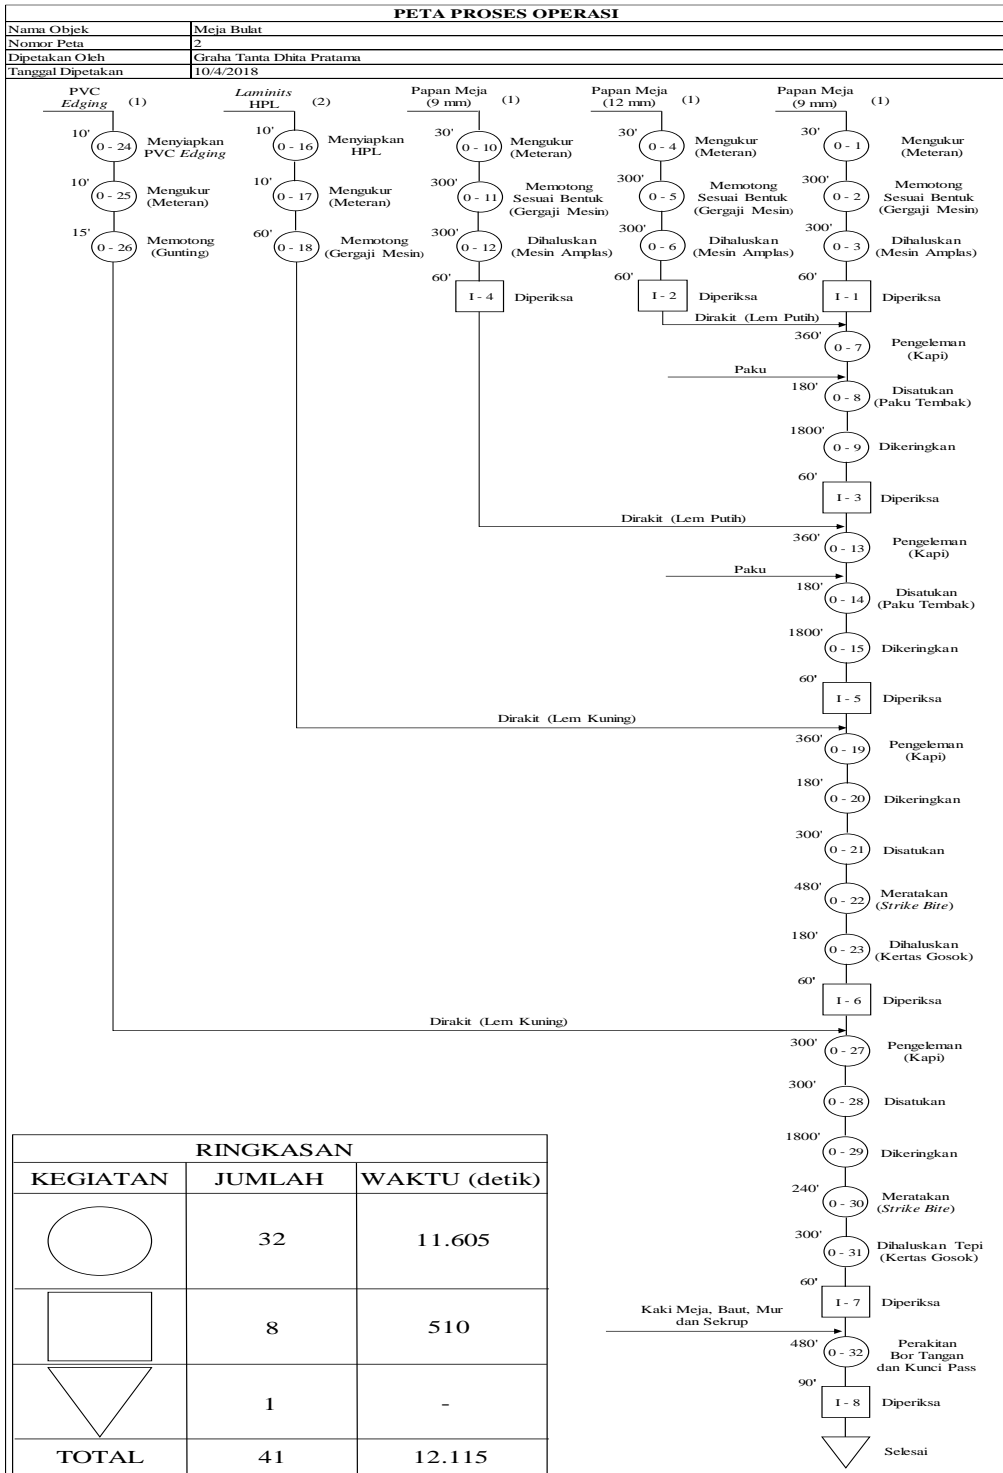 PETA PROSES OPERASI
Nama Objek Meja Bulat
Nomor Peta 2
Dipetakan Oleh Graha Tanta Dhita Pratama
Tanggal Dipetakan 10/4/2018
PVC
Edging (1)
10' 0 - 24 Menyiapkan
PVC Edging
10' 0 - 25 Mengukur
(Meteran)
15' 0 - 26 Memotong
(Gunting)
Laminits
HPL (2)
10' 0 - 16 Menyiapkan
HPL
10' 0 - 17 Mengukur
(Meteran)
60' 0 - 18 Memotong
(Gergaji Mesin)
Papan Meja
(9 mm) (1)
30' 0 - 10 Mengukur
(Meteran)
300' 0 - 11 Memotong
Sesuai Bentuk
(Gergaji Mesin)
300' 0 - 12 Dihaluskan
(Mesin Amplas)
60' I - 4 Diperiksa
Papan Meja
(12 mm) (1)
30' 0 - 4 Mengukur
(Meteran)
300' 0 - 5 Memotong
Sesuai Bentuk
(Gergaji Mesin)
300' 0 - 6 Dihaluskan
(Mesin Amplas)
60' I - 2 Diperiksa
Papan Meja
(9 mm) (1)
30' 0 - 1 Mengukur
(Meteran)
300' 0 - 2 Memotong
Sesuai Bentuk
(Gergaji Mesin)
300' 0 - 3 Dihaluskan
(Mesin Amplas)
60' I - 1 Diperiksa
Dirakit (Lem Putih)
360' 0 - 7 Pengeleman
(Kapi)
Paku
180' 0 - 8 Disatukan
(Paku Tembak)
1800' 0 - 9 Dikeringkan
60' I - 3 Diperiksa
Dirakit (Lem Putih)
360' 0 - 13 Pengeleman
(Kapi)
Paku
180' 0 - 14 Disatukan
(Paku Tembak)
1800' 0 - 15 Dikeringkan
60' I - 5 Diperiksa
Dirakit (Lem Kuning)
360' 0 - 19 Pengeleman
(Kapi)
180' 0 - 20 Dikeringkan
300' 0 - 21 Disatukan
480' 0 - 22 Meratakan
(Strike Bite)
180' 0 - 23 Dihaluskan
(Kertas Gosok)
60' I - 6 Diperiksa
Dirakit (Lem Kuning)
300' 0 - 27 Pengeleman
(Kapi)
300' 0 - 28 Disatukan
1800' 0 - 29 Dikeringkan
240' 0 - 30 Meratakan
(Strike Bite)
300' 0 - 31 Dihaluskan Tepi
(Kertas Gosok)
60' I - 7 Diperiksa
Kaki Meja, Baut, Mur
dan Sekrup
480' 0 - 32 Perakitan
Bor Tangan
dan Kunci Pass
90' I - 8 Diperiksa
Selesai
RINGKASAN
KEGIATAN JUMLAH WAKTU (detik)
32 11.605
8 510
1 -
TOTAL 41 12.115